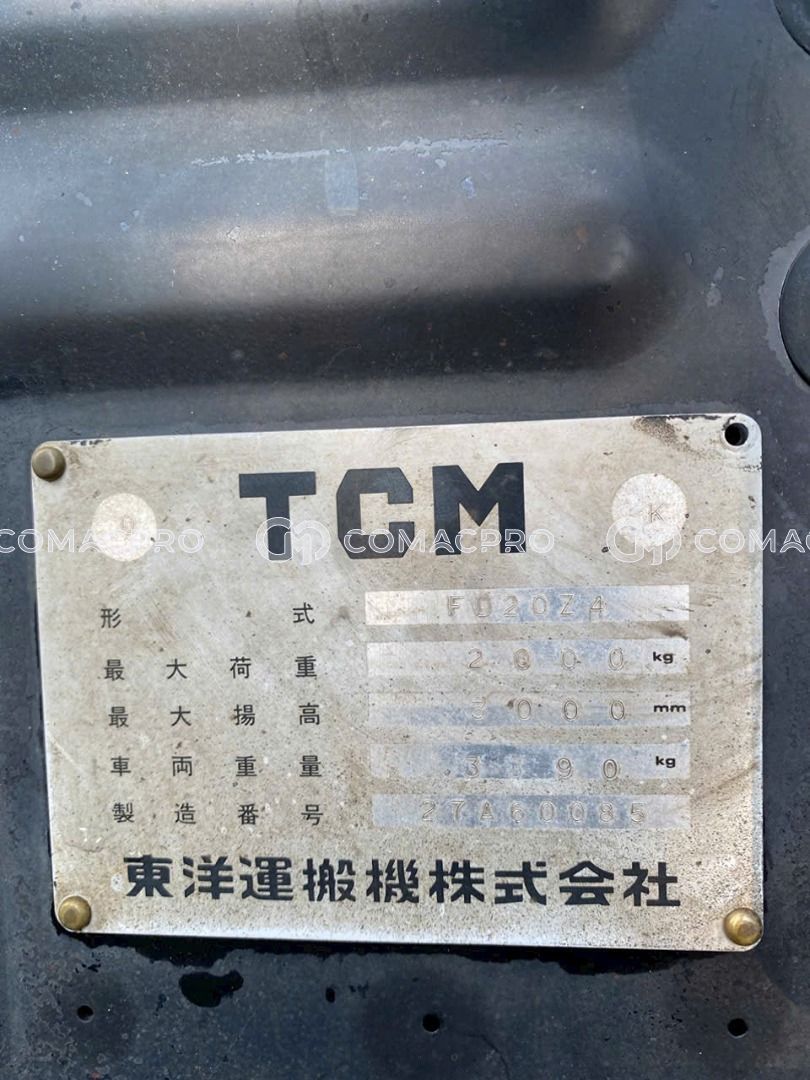 TCM
K
COMACPRO COMACPRO COMACPRO
形式 FD20Z4
最大荷重 2000 kg
最大揚高 3000 mm
車両重量 kg
製造番号 27A60085
東洋運搬機株式会社